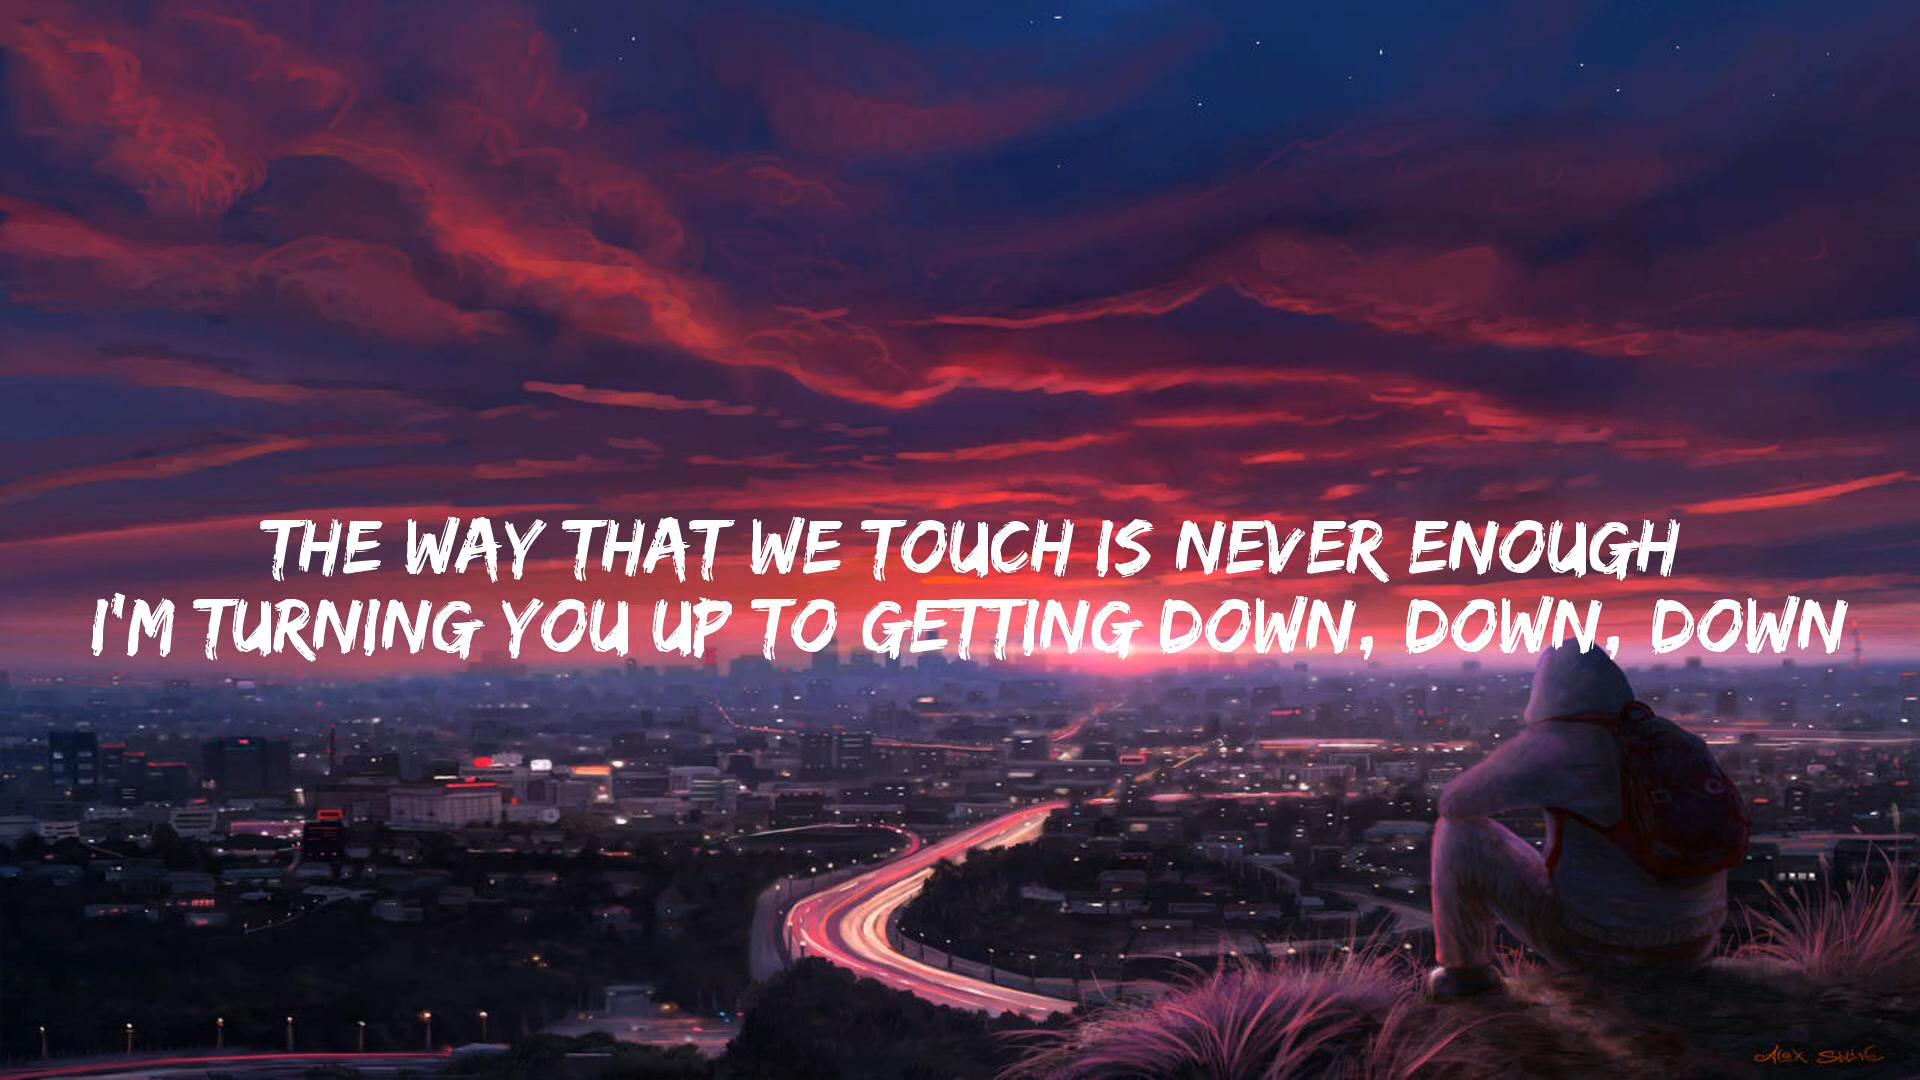 THE WAY THAT WE TOUCH IS NEVER ENOUGH
I'M TURNING YOU UP TO GETTING DOWN, DOWN, DOWN